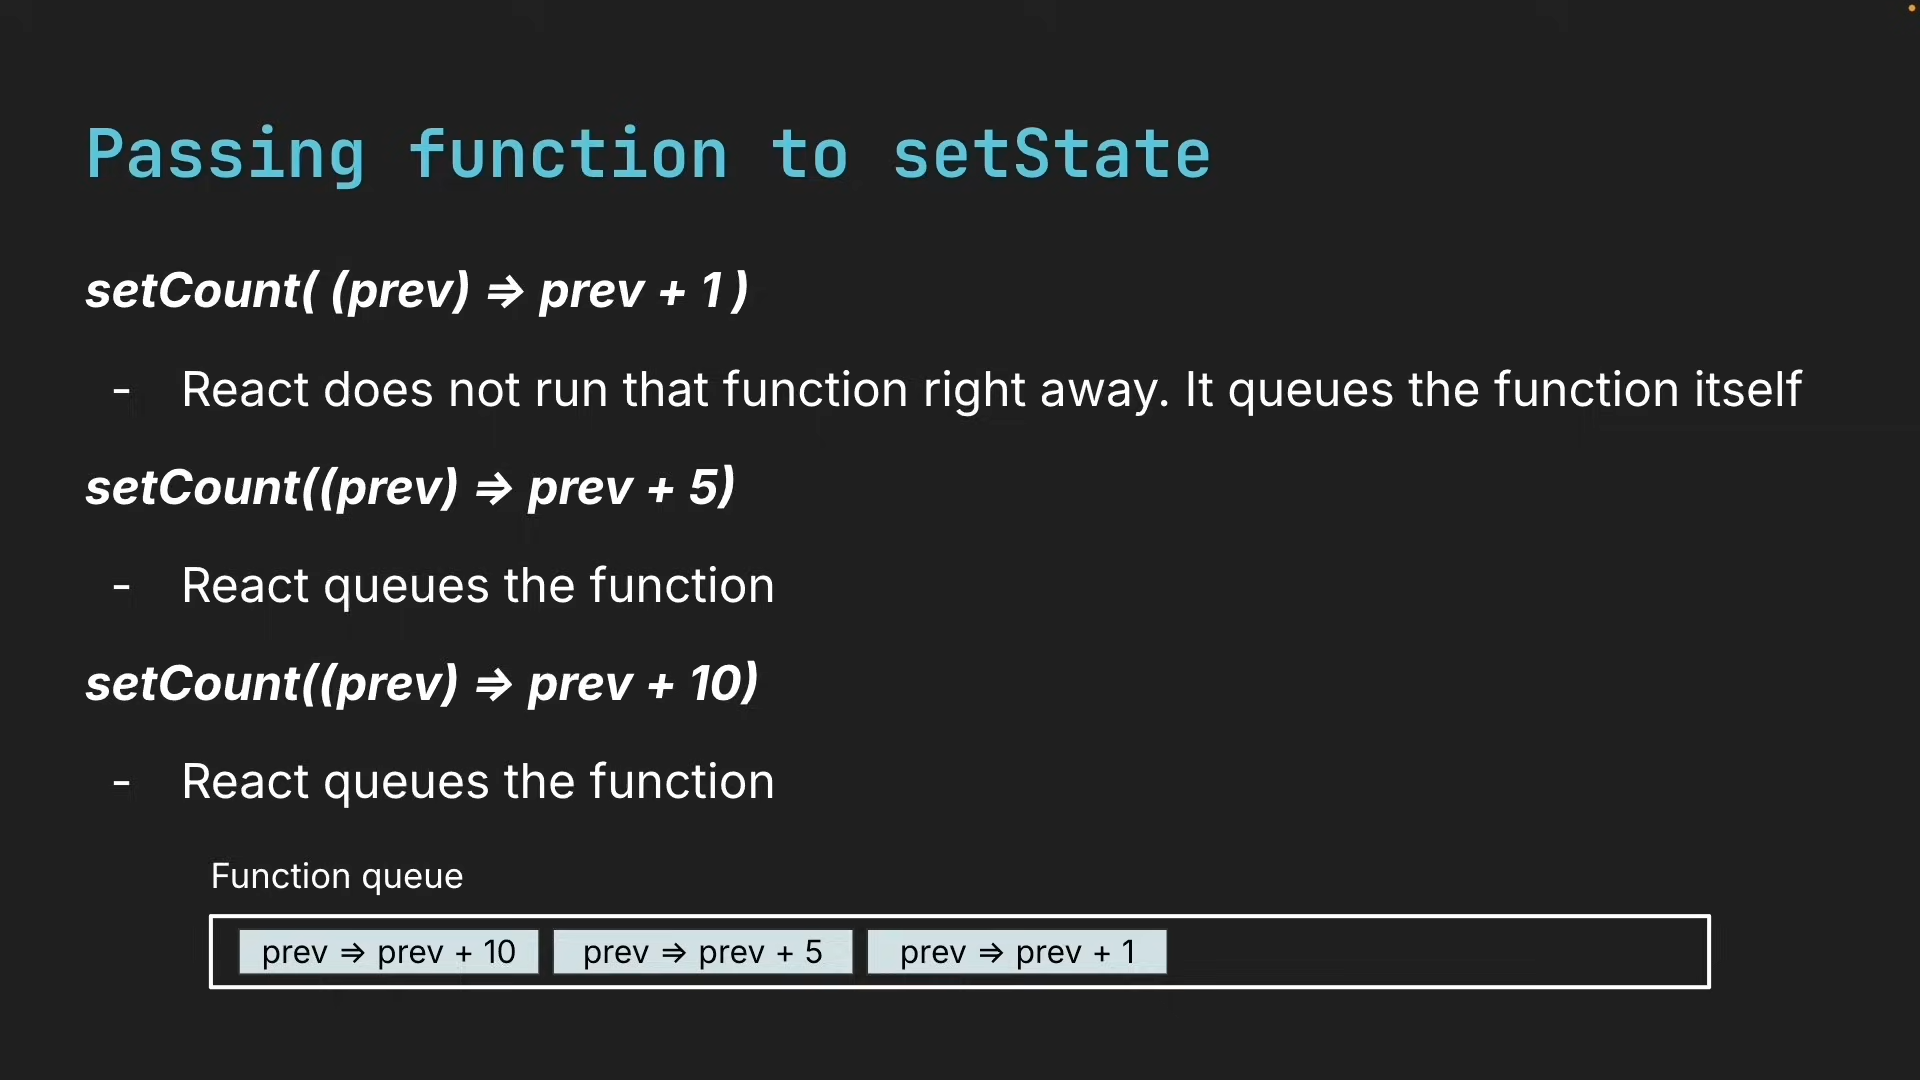 Passing function to setState
setCount( (prev) => prev + 1 )
- React does not run that function right away. It queues the function itself
setCount((prev) => prev + 5)
- React queues the function
setCount((prev) => prev + 10)
- React queues the function
Function queue
prev => prev + 10 prev => prev + 5 prev => prev + 1